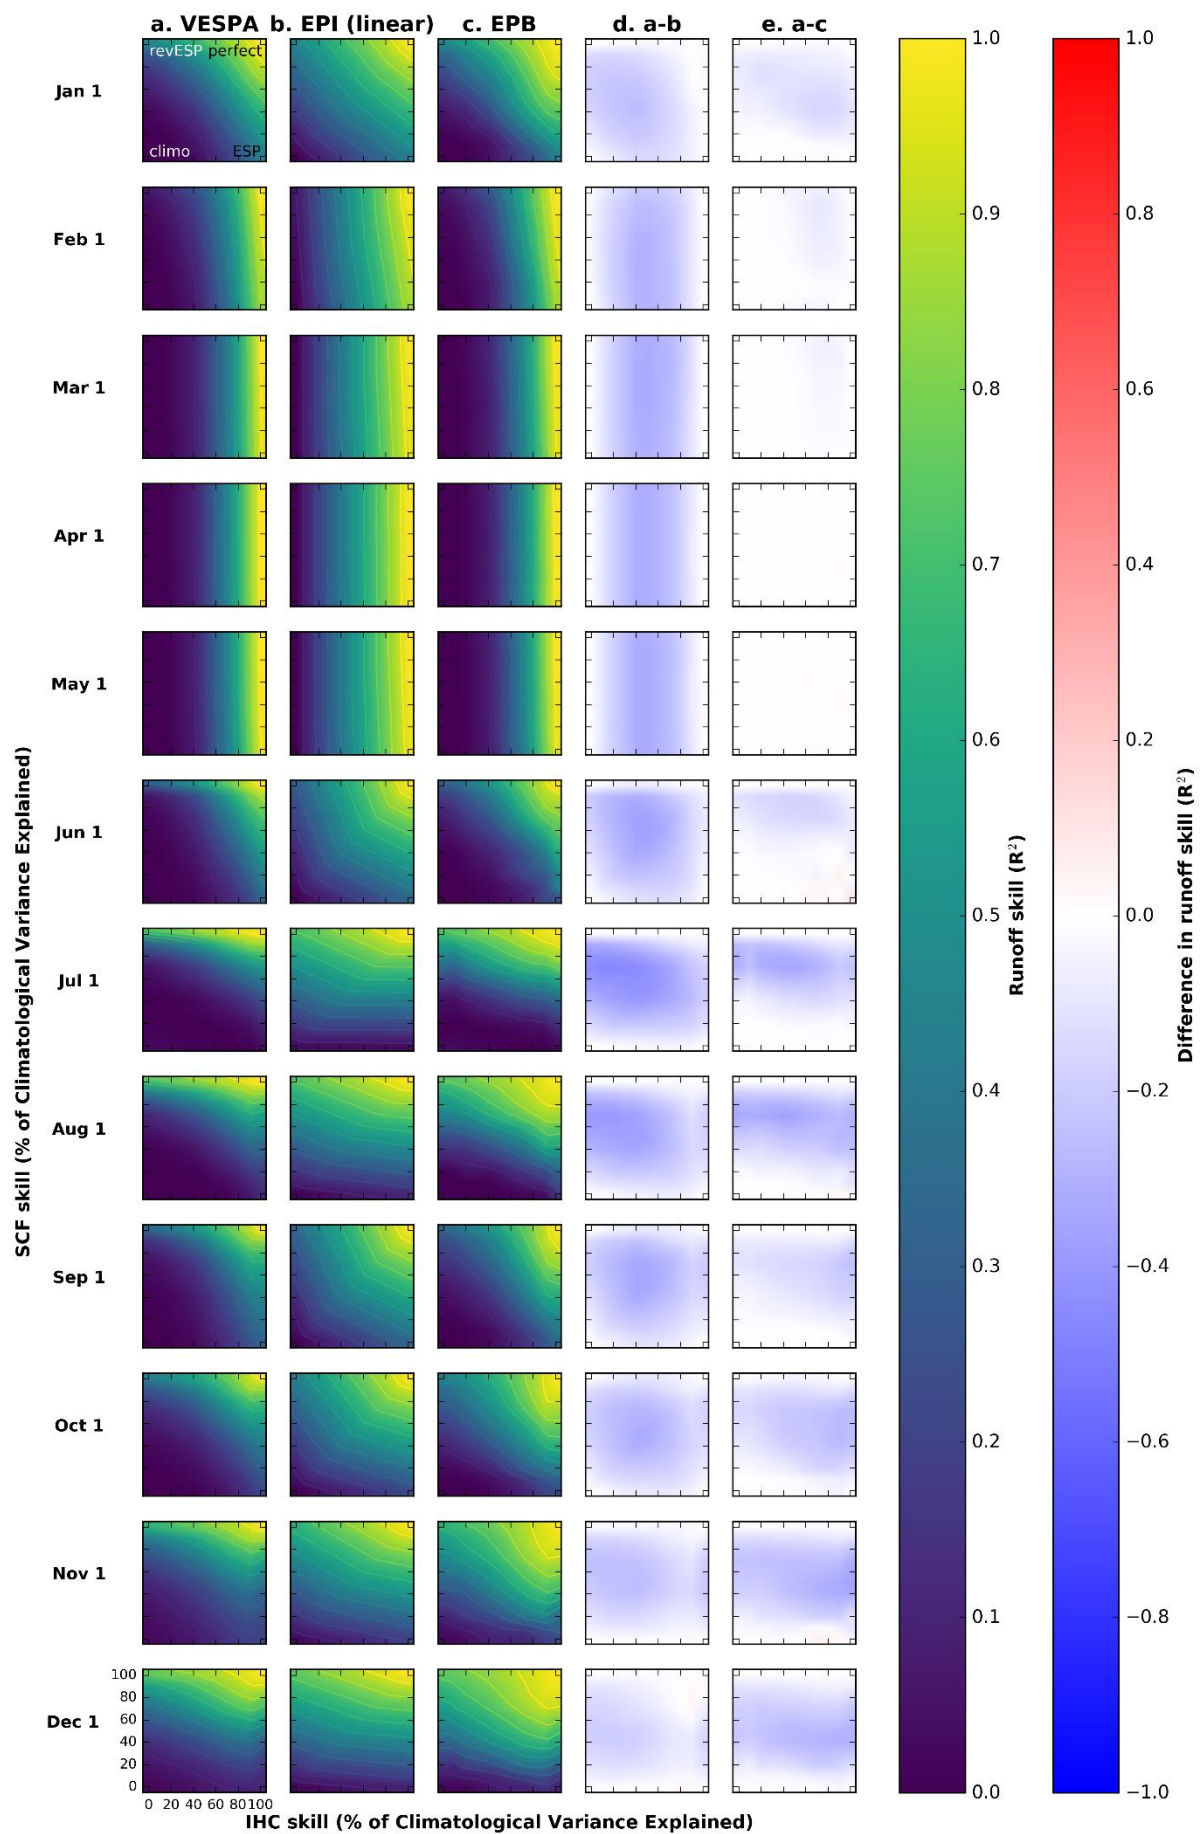 a. VESPA b. EPI (linear) c. EPB d. a-b e. a-c
revESP perfect
climo ESP
Jan 1
Feb 1
Mar 1
Apr 1
May 1
Jun 1
Jul 1
Aug 1
Sep 1
Oct 1
Nov 1
Dec 1
SCF skill (% of Climatological Variance Explained)
100
80
60
40
20
0
0 20 40 60 80 100
IHC skill (% of Climatological Variance Explained)
1.0
0.9
0.8
0.7
0.6
0.5
0.4
0.3
0.2
0.1
0.0
Runoff skill (R²)
1.0
0.8
0.6
0.4
0.2
0.0
−0.2
−0.4
−0.6
−0.8
−1.0
Difference in runoff skill (R²)